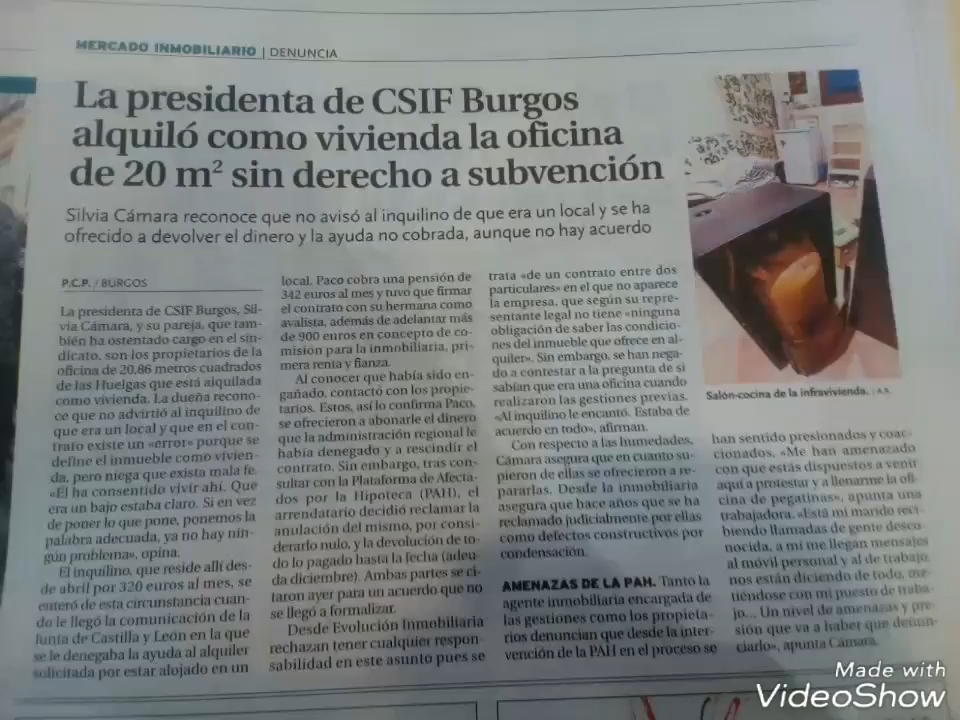 MERCADO INMOBILIARIO | DENUNCIA
La presidenta de CSIF Burgos
alquiló como vivienda la oficina
de 20 m² sin derecho a subvención
Silvia Cámara reconoce que no avisó al inquilino de que era un local y se ha
ofrecido a devolver el dinero y la ayuda no cobrada, aunque no hay acuerdo
P.C.P. / BURGOS
La presidenta de CSIF Burgos, Sil-
via Cámara, y su pareja, que tam-
bién ha ostentado cargo en el sin-
dicato, son los propietarios de la
oficina de 20,86 metros cuadrados
de las Huelgas que está alquilada
como vivienda. La dueña recono-
ce que no advirtió al inquilino de
que era un local y que en el con-
trato existe un «error» porque se
define el inmueble como vivien-
da, pero niega que exista mala fe.
«Él ha consentido vivir ahí. Que
era un bajo estaba claro. Si en vez
de poner lo que pone, ponemos la
palabra adecuada, ya no hay nin-
gún problema», opina.
El inquilino, que reside allí des-
de abril por 320 euros al mes, se
enteró de esta circunstancia cuan-
do le llegó la comunicación de la
Junta de Castilla y León en la que
se le denegaba la ayuda al alquiler
solicitada por estar alojado en un
local. Paco cobra una pensión de
342 euros al mes y tuvo que firmar
el contrato con su hermana como
avalista, además de adelantar más
de 900 euros en concepto de co-
misión para la inmobiliaria, pri-
mera renta y fianza.
Al conocer que había sido en-
gañado, contactó con los propie-
tarios. Estos, así lo confirma Paco,
se ofrecieron a abonarle el dinero
que la administración regional le
había denegado y a rescindir el
contrato. Sin embargo, tras con-
sultar con la Plataforma de Afecta-
dos por la Hipoteca (PAH), el
arrendatario decidió reclamar la
anulación del mismo, por consi-
derarlo nulo, y la devolución de to-
do lo pagado hasta la fecha (adeu-
da diciembre). Ambas partes se ci-
taron ayer para un acuerdo que no
se llegó a formalizar.
Desde Evolución Inmobiliaria
rechazan tener cualquier respon-
sabilidad en este asunto pues se
trata «de un contrato entre dos
particulares» en el que no aparece
la empresa, que según su repre-
sentante legal no tiene «ninguna
obligación de saber las condicio-
nes del inmueble que ofrece en al-
quiler». Sin embargo, se han nega-
do a contestar a la pregunta de si
sabían que era una oficina cuando
realizaron las gestiones previas.
«Al inquilino le encantó. Estaba de
acuerdo en todo», afirman.
Con respecto a las humedades,
Cámara asegura que en cuanto su-
pieron de ellas se ofrecieron a re-
pararlas. Desde la inmobiliaria
asegura que hace años que se ha
reclamado judicialmente por ellas
como defectos constructivos por
condensación.
AMENAZAS DE LA PAH. Tanto la
agente inmobiliaria encargada de
las gestiones como los propieta-
rios denuncian que desde la inter-
vención de la PAH en el proceso se
Salón-cocina de la infravivienda. / A.R.
han sentido presionados y coac-
cionados. «Me han amenazado
con que estás dispuestos a venir
aquí a protestar y a llenarme la ofi-
cina de pegatinas», apunta una
trabajadora. «Está mi marido reci-
biendo llamadas de gente desco-
nocida, a mí me llegan mensajes
al móvil personal y al de trabajo,
nos están diciendo de todo, me-
tiéndose con mi puesto de traba-
jo... Un nivel de amenazas y pre-
sión que va a haber que denun-
ciarlo», apunta Cámara.
Made with
VideoShow